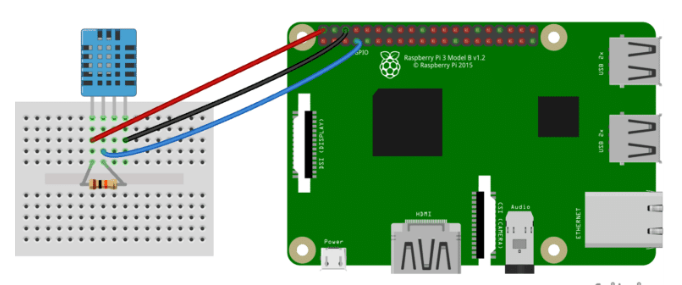 GPIO
Raspberry Pi 3 Model B v1.2
© Raspberry Pi 2015
USB 2x
DSI (DISPLAY)
USB 2x
HDMI
CSI (CAMERA)
Audio
ETHERNET
Power